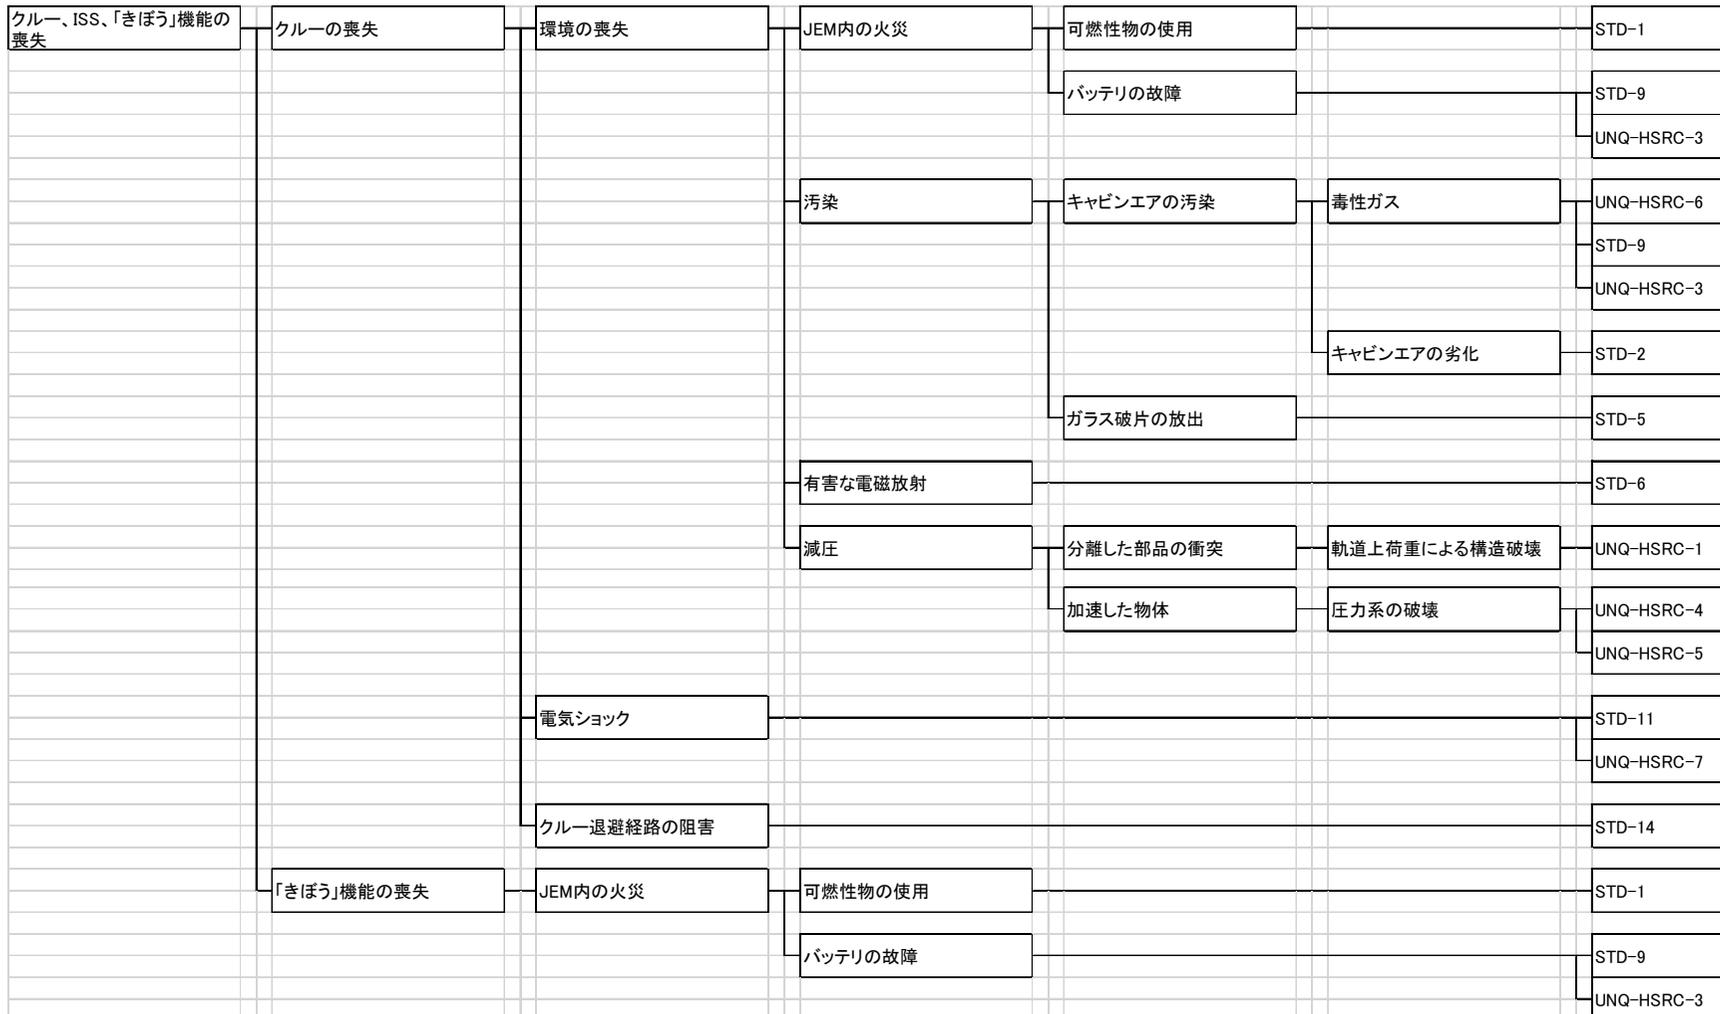 クルー、ISS、「きぼう」機能の
喪失
クルーの喪失
環境の喪失
JEM内の火災
可燃性物の使用
STD-1
バッテリの故障
STD-9
UNQ-HSRC-3
汚染
キャビンエアの汚染
毒性ガス
UNQ-HSRC-6
STD-9
UNQ-HSRC-3
キャビンエアの劣化
STD-2
ガラス破片の放出
STD-5
有害な電磁放射
STD-6
減圧
分離した部品の衝突
軌道上荷重による構造破壊
UNQ-HSRC-1
加速した物体
圧力系の破壊
UNQ-HSRC-4
UNQ-HSRC-5
電気ショック
STD-11
UNQ-HSRC-7
クルー退避経路の阻害
STD-14
「きぼう」機能の喪失
JEM内の火災
可燃性物の使用
STD-1
バッテリの故障
STD-9
UNQ-HSRC-3